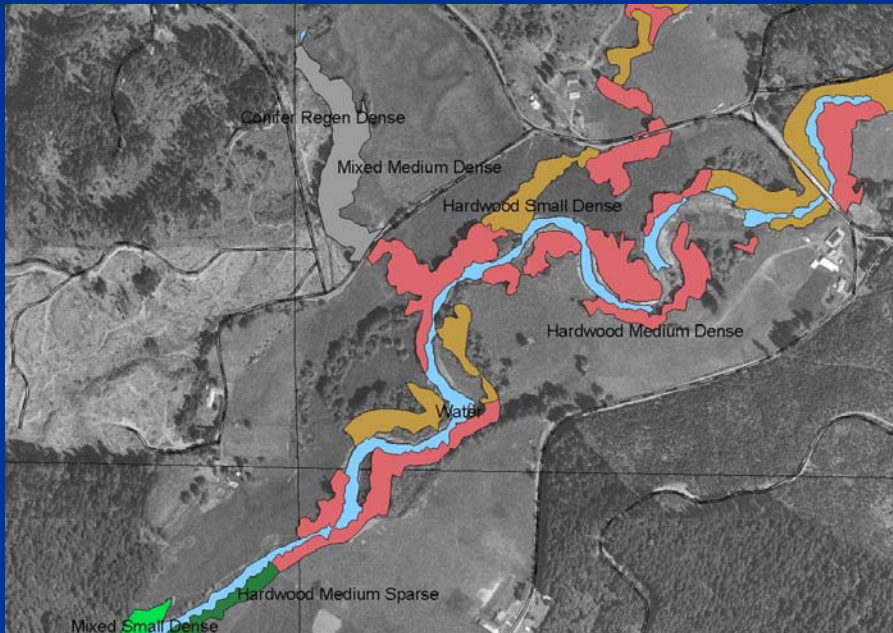 Conifer Regen Dense
Mixed Medium Dense
Hardwood Small Dense
Hardwood Medium Dense
Water
Hardwood Medium Sparse
Mixed Small Dense